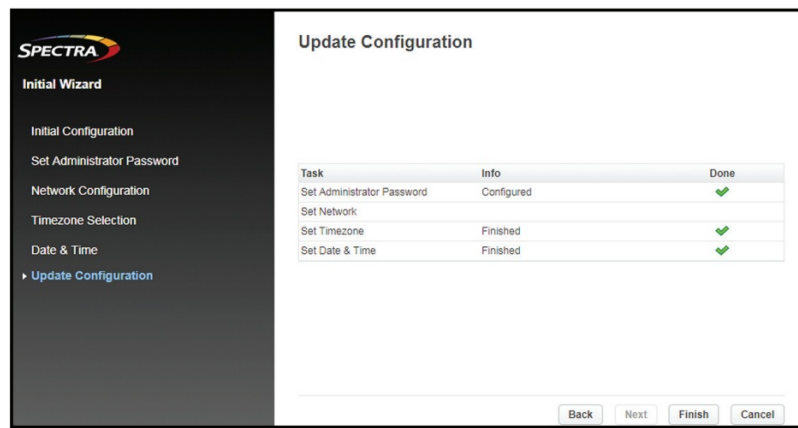 SPECTRA
Initial Wizard
Initial Configuration
Set Administrator Password
Network Configuration
Timezone Selection
Date & Time
Update Configuration
Update Configuration
Task Info Done
Set Administrator Password Configured
Set Network
Set Timezone Finished
Set Date & Time Finished
Back Next Finish Cancel